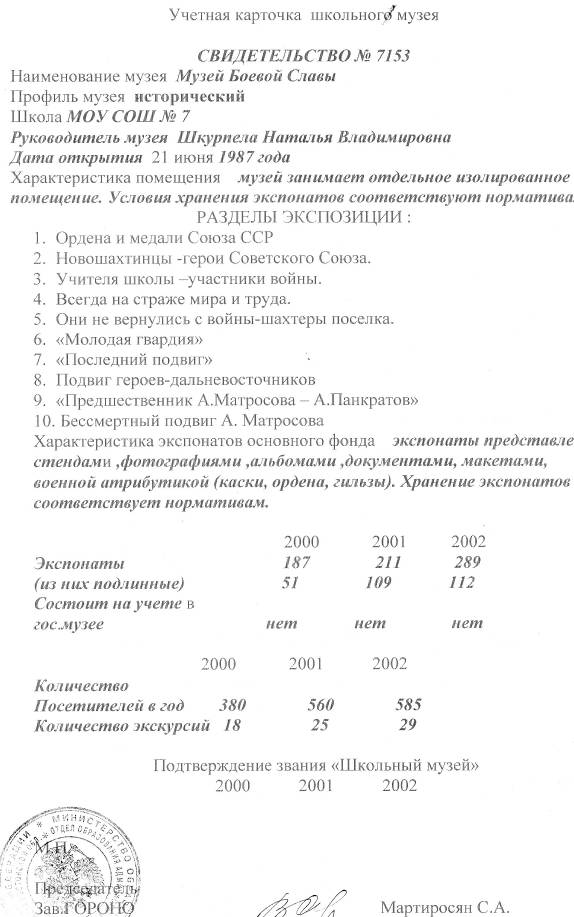 Учетная карточка школьного музея
СВИДЕТЕЛЬСТВО № 7153
Наименование музея Музей Боевой Славы
Профиль музея исторический
Школа МОУ СОШ № 7
Руководитель музея Шкурпела Наталья Владимировна
Дата открытия 21 июня 1987 года
Характеристика помещения музей занимает отдельное изолированное
помещение. Условия хранения экспонатов соответствуют норматива
РАЗДЕЛЫ ЭКСПОЗИЦИИ :
1. Ордена и медали Союза ССР
2. Новошахтинцы -герои Советского Союза.
3. Учителя школы –участники войны.
4. Всегда на страже мира и труда.
5. Они не вернулись с войны-шахтеры поселка.
6. «Молодая гвардия»
7. «Последний подвиг»
8. Подвиг героев-дальневосточников
9. «Предшественник А.Матросова – А.Панкратов»
10. Бессмертный подвиг А. Матросова
Характеристика экспонатов основного фонда экспонаты представле
стендами ,фотографиями ,альбомами ,документами, макетами,
военной атрибутикой (каски, ордена, гильзы). Хранение экспонатов
соответствует нормативам.
2000 2001 2002
Экспонаты 187 211 289
(из них подлинные) 51 109 112
Состоит на учете в
гос.музее нет нет нет
2000 2001 2002
Количество
Посетителей в год 380 560 585
Количество экскурсий 18 25 29
Подтверждение звания «Школьный музей»
2000 2001 2002
МИНИСТЕРСТВО ОБ
ОТДЕЛ ОБРАЗОВАНИЯ
М.Н.
Председатель
Зав.ГОРОНО Мартиросян С.А.